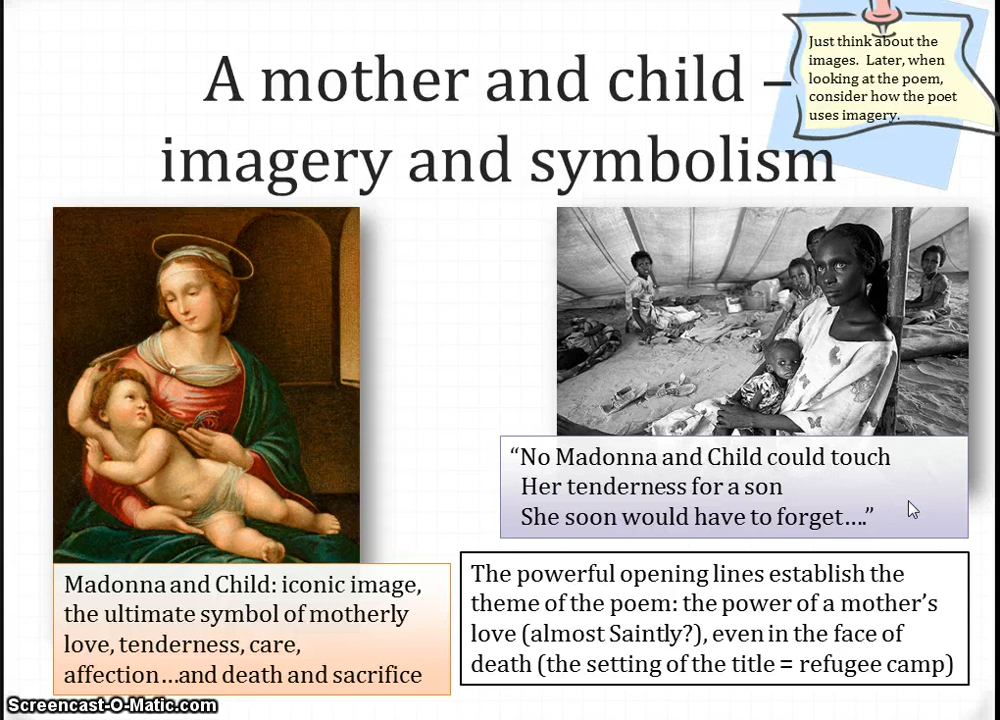 A mother and child –
imagery and symbolism
Just think about the
images.  Later, when
looking at the poem,
consider how the poet
uses imagery.
“No Madonna and Child could touch
Her tenderness for a son
She soon would have to forget….”
Madonna and Child: iconic image,
the ultimate symbol of motherly
love, tenderness, care,
affection…and death and sacrifice
The powerful opening lines establish the
theme of the poem: the power of a mother’s
love (almost Saintly?), even in the face of
death (the setting of the title = refugee camp)
Screencast-O-Matic.com